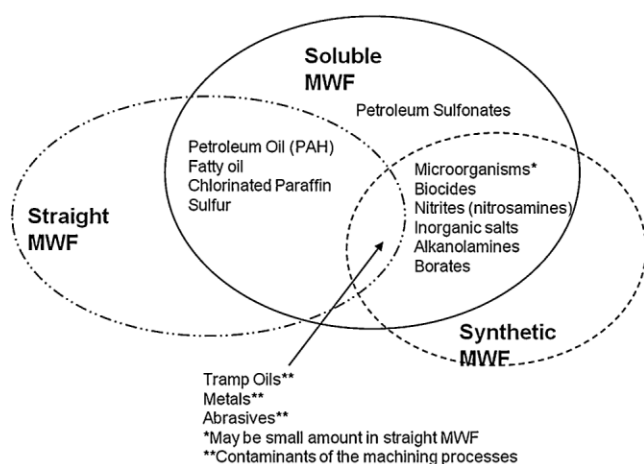 Soluble
MWF
Petroleum Sulfonates
Petroleum Oil (PAH)
Fatty oil
Chlorinated Paraffin
Sulfur
Microorganisms*
Biocides
Nitrites (nitrosamines)
Inorganic salts
Alkanolamines
Borates
Straight
MWF
Synthetic
MWF
Tramp Oils**
Metals**
Abrasives**
*May be small amount in straight MWF
**Contaminants of the machining processes